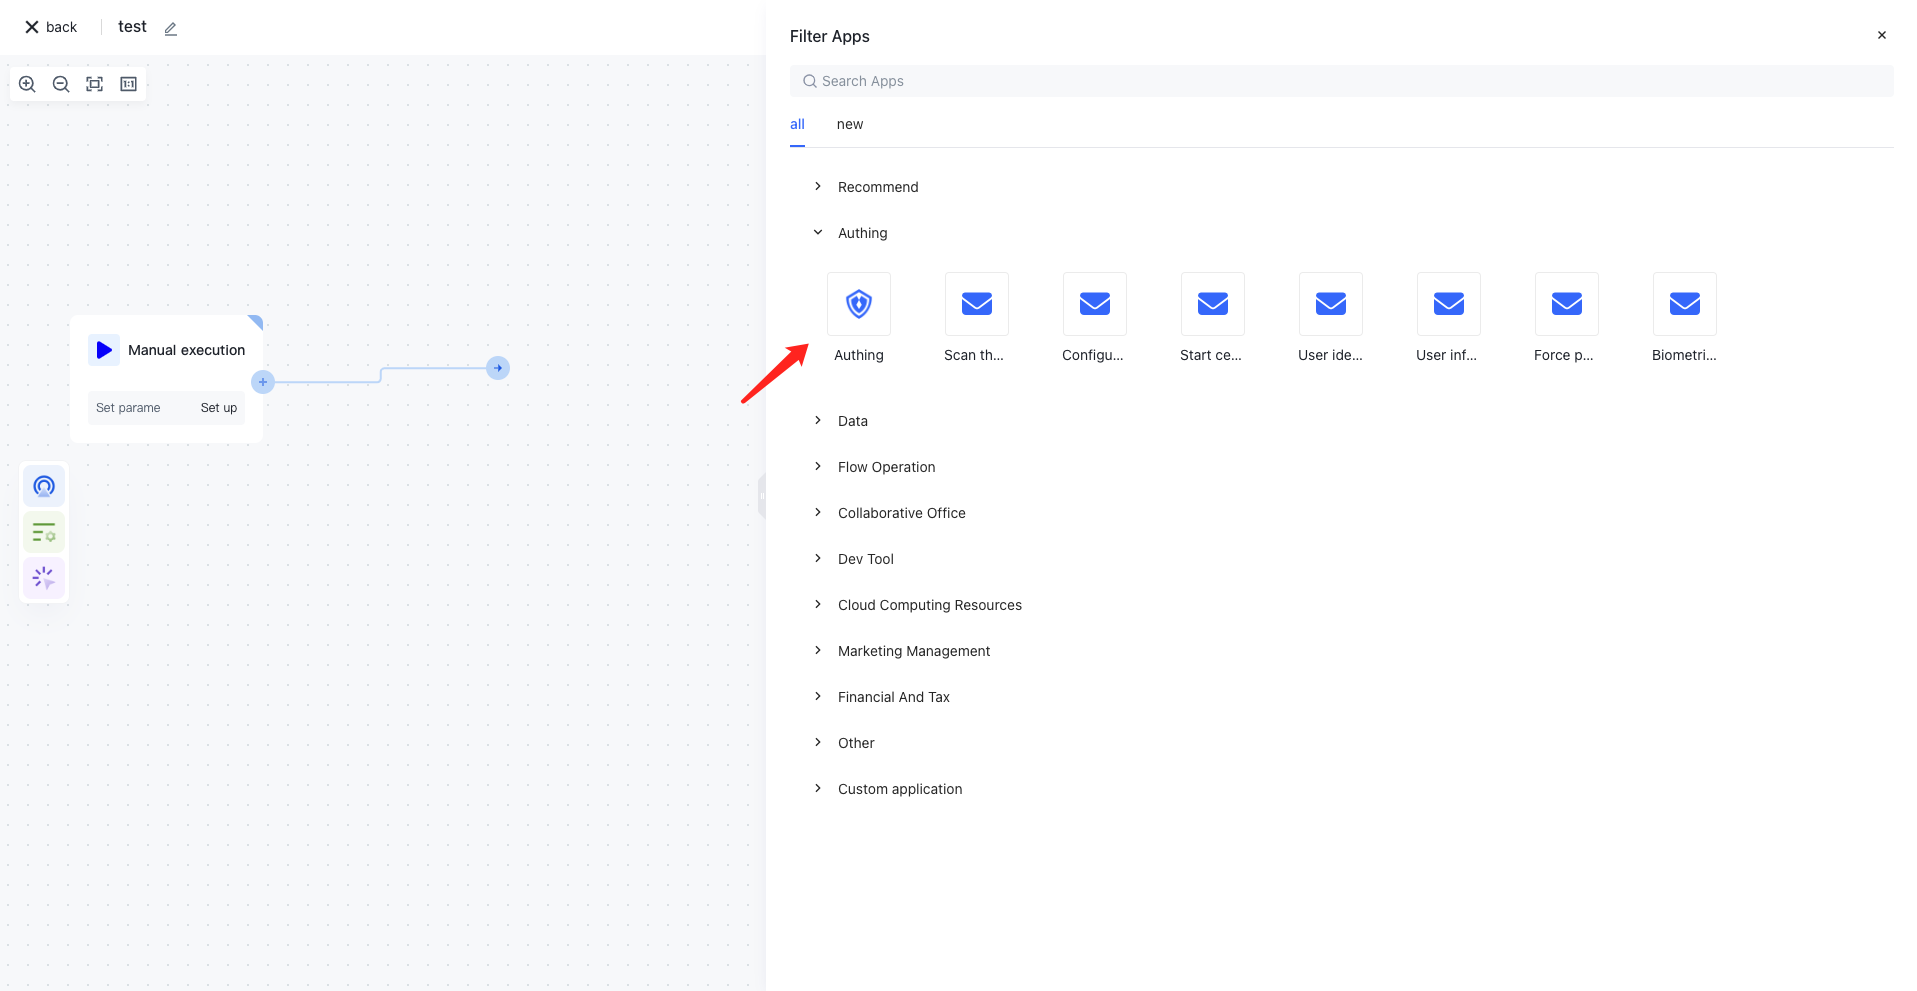 back
test
1:1
Manual execution
Set parame
Set up
Filter Apps
Search Apps
all
new
Recommend
Authing
Authing
Scan th...
Configu...
Start ce...
User ide...
User inf...
Force p...
Biometri...
Data
Flow Operation
Collaborative Office
Dev Tool
Cloud Computing Resources
Marketing Management
Financial And Tax
Other
Custom application